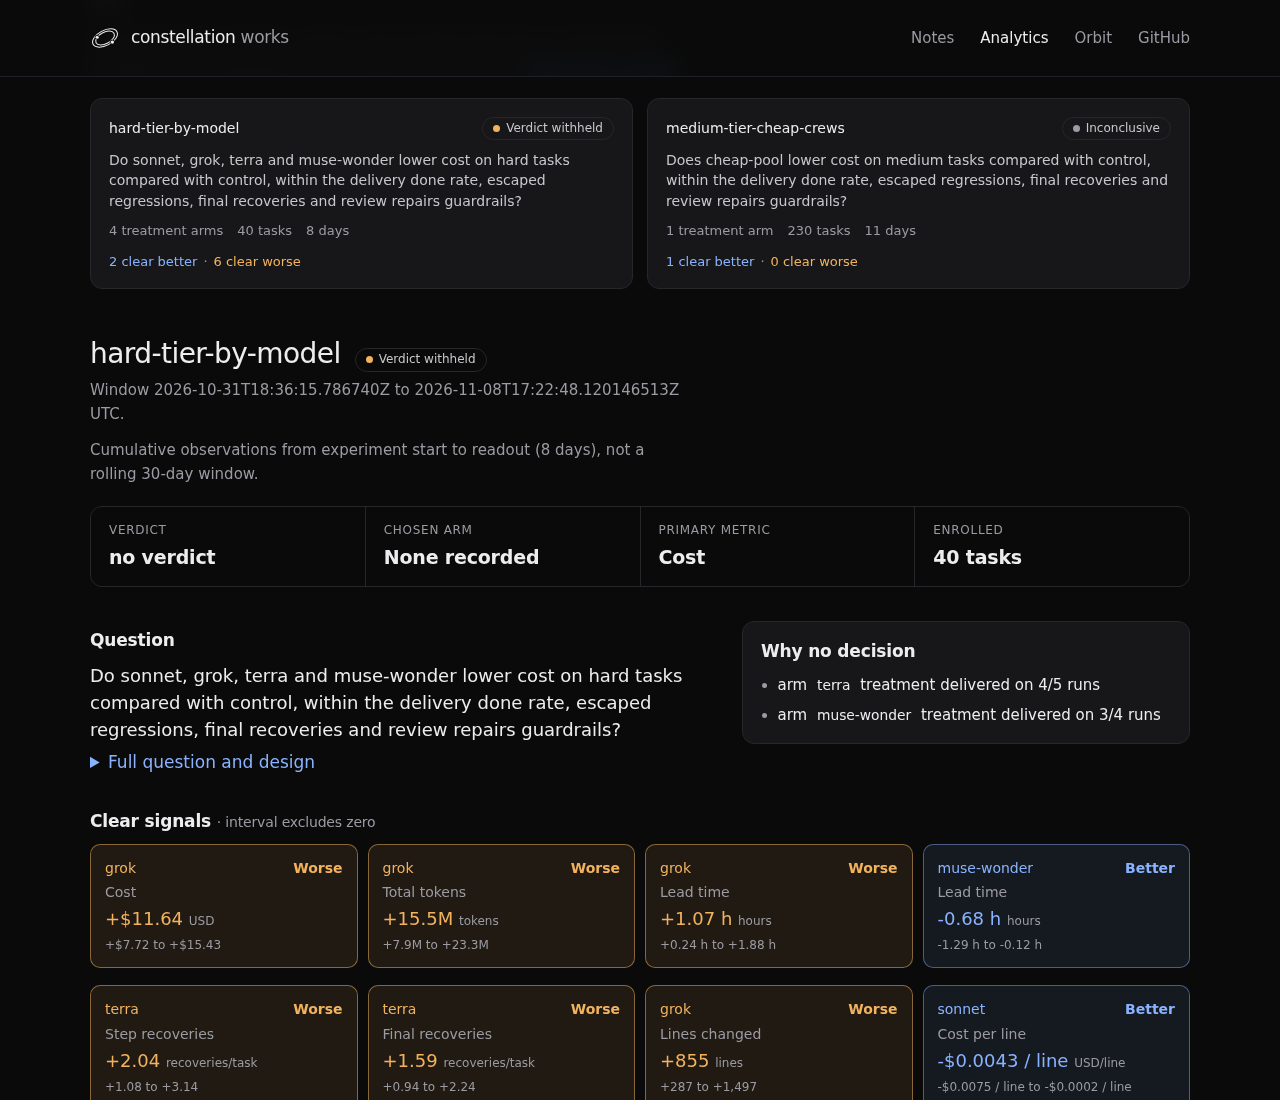 constellation works
Notes Analytics Orbit GitHub
hard-tier-by-model
Verdict withheld
Do sonnet, grok, terra and muse-wonder lower cost on hard tasks
compared with control, within the delivery done rate, escaped
regressions, final recoveries and review repairs guardrails?
4 treatment arms 40 tasks 8 days
2 clear better · 6 clear worse
medium-tier-cheap-crews
Inconclusive
Does cheap-pool lower cost on medium tasks compared with control,
within the delivery done rate, escaped regressions, final recoveries and
review repairs guardrails?
1 treatment arm 230 tasks 11 days
1 clear better · 0 clear worse
hard-tier-by-model
Verdict withheld
Window 2026-10-31T18:36:15.786740Z to 2026-11-08T17:22:48.120146513Z
UTC.
Cumulative observations from experiment start to readout (8 days), not a
rolling 30-day window.
VERDICT
no verdict
CHOSEN ARM
None recorded
PRIMARY METRIC
Cost
ENROLLED
40 tasks
Question
Do sonnet, grok, terra and muse-wonder lower cost on hard tasks
compared with control, within the delivery done rate, escaped
regressions, final recoveries and review repairs guardrails?
Full question and design
Why no decision
arm terra treatment delivered on 4/5 runs
arm muse-wonder treatment delivered on 3/4 runs
Clear signals · interval excludes zero
grok Worse
Cost
+$11.64 USD
+$7.72 to +$15.43
grok Worse
Total tokens
+15.5M tokens
+7.9M to +23.3M
grok Worse
Lead time
+1.07 h hours
+0.24 h to +1.88 h
muse-wonder Better
Lead time
-0.68 h hours
-1.29 h to -0.12 h
terra Worse
Step recoveries
+2.04 recoveries/task
+1.08 to +3.14
terra Worse
Final recoveries
+1.59 recoveries/task
+0.94 to +2.24
grok Worse
Lines changed
+855 lines
+287 to +1,497
sonnet Better
Cost per line
-$0.0043 / line USD/line
-$0.0075 / line to -$0.0002 / line